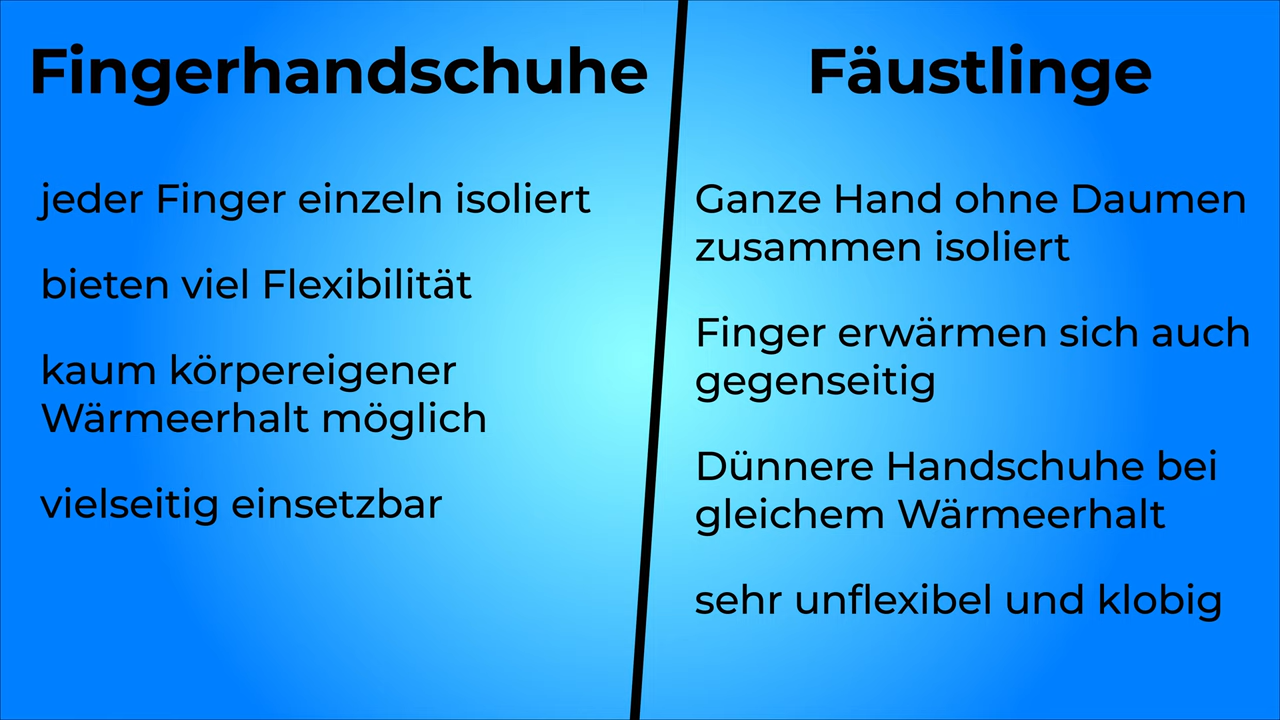 Fingerhandschuhe
jeder Finger einzeln isoliert
bieten viel Flexibilität
kaum körpereigener
Wärmeerhalt möglich
vielseitig einsetzbar
Fäustlinge
Ganze Hand ohne Daumen
zusammen isoliert
Finger erwärmen sich auch
gegenseitig
Dünnere Handschuhe bei
gleichem Wärmeerhalt
sehr unflexibel und klobig